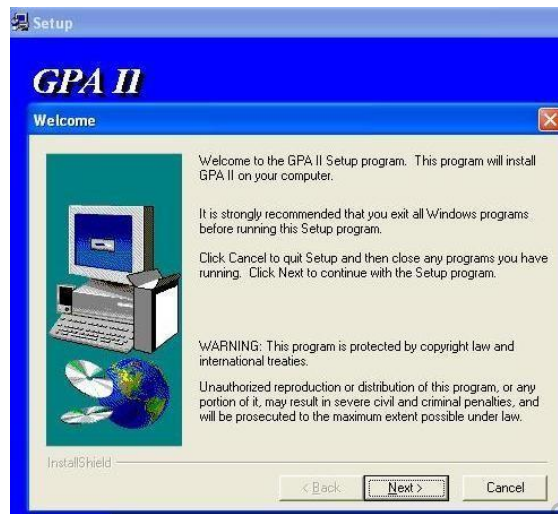 Setup
GPA II
Welcome
Welcome to the GPA II Setup program. This program will install
GPA II on your computer.
It is strongly recommended that you exit all Windows programs
before running this Setup program.
Click Cancel to quit Setup and then close any programs you have
running. Click Next to continue with the Setup program.
WARNING: This program is protected by copyright law and
international treaties.
Unauthorized reproduction or distribution of this program, or any
portion of it, may result in severe civil and criminal penalties, and
will be prosecuted to the maximum extent possible under law.
InstallShield
< Back Next > Cancel